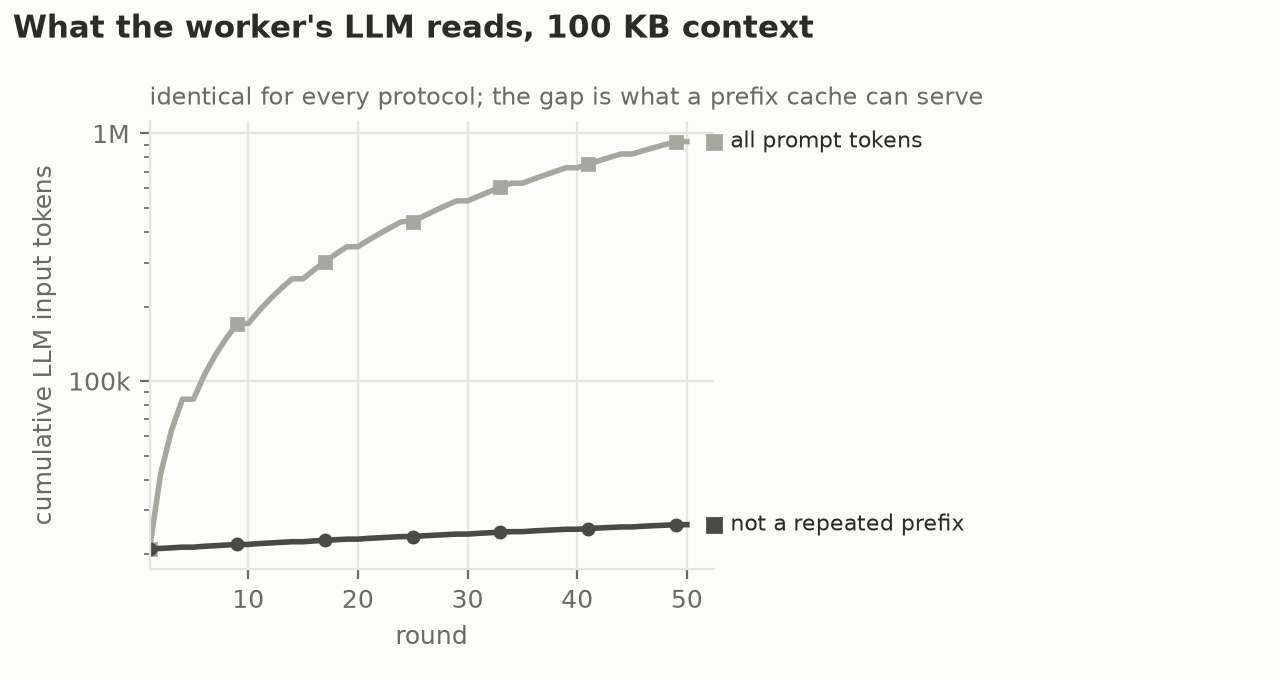 What the worker's LLM reads, 100 KB context
identical for every protocol; the gap is what a prefix cache can serve
1M
100k
cumulative LLM input tokens
all prompt tokens
not a repeated prefix
10 20 30 40 50
round